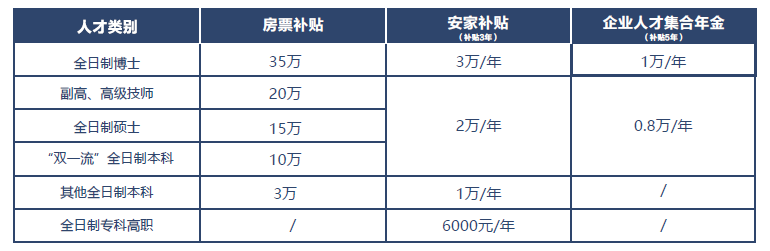 人才类别 房票补贴 安家补贴 企业人才集合年金
（补贴3年） （补贴5年）
全日制博士 35万 3万/年 1万/年
副高、高级技师 20万
全日制硕士 15万 2万/年 0.8万/年
“双一流”全日制本科 10万
其他全日制本科 3万 1万/年 /
全日制专科高职 / 6000元/年 /